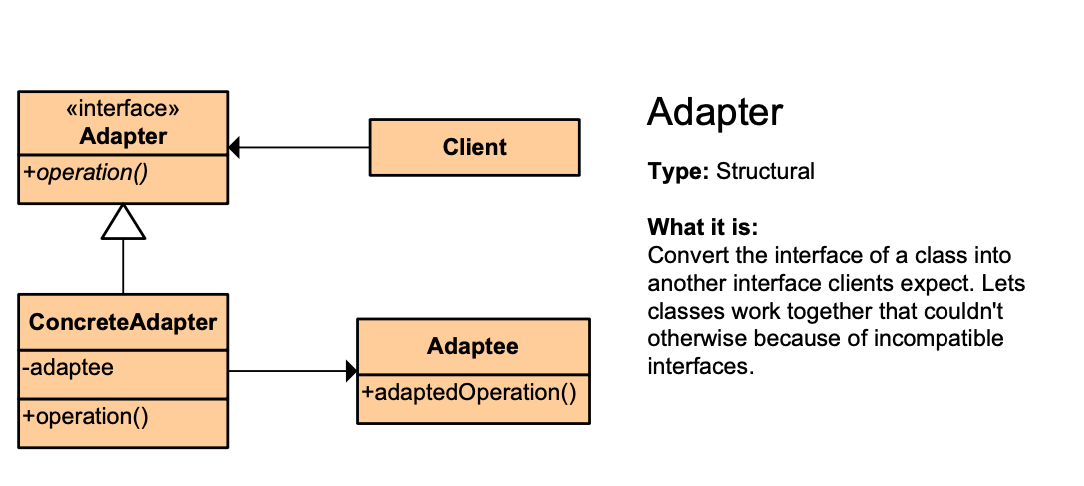 «interface»
Adapter
+operation()
Client
ConcreteAdapter
-adaptee
+operation()
Adaptee
+adaptedOperation()
Adapter
Type: Structural
What it is:
Convert the interface of a class into
another interface clients expect. Lets
classes work together that couldn't
otherwise because of incompatible
interfaces.